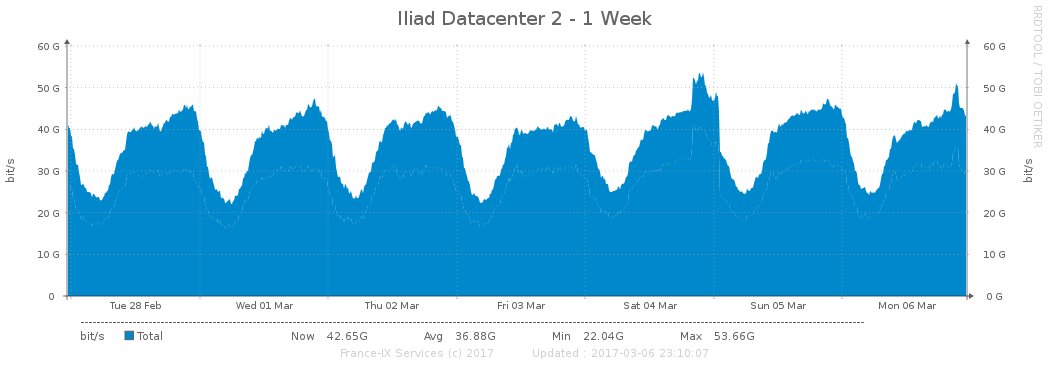 Iliad Datacenter 2 - 1 Week
RRDTOOL / TOBI OETIKER
60 G 60 G
50 G 50 G
40 G 40 G
30 G 30 G
20 G 20 G
10 G 10 G
0 0 G
bit/s bit/s
Tue 28 Feb Wed 01 Mar Thu 02 Mar Fri 03 Mar Sat 04 Mar Sun 05 Mar Mon 06 Mar
bit/s Total Now 42.65G Avg 36.88G Min 22.04G Max 53.66G
France-IX Services (c) 2017 Updated : 2017-03-06 23:10:07